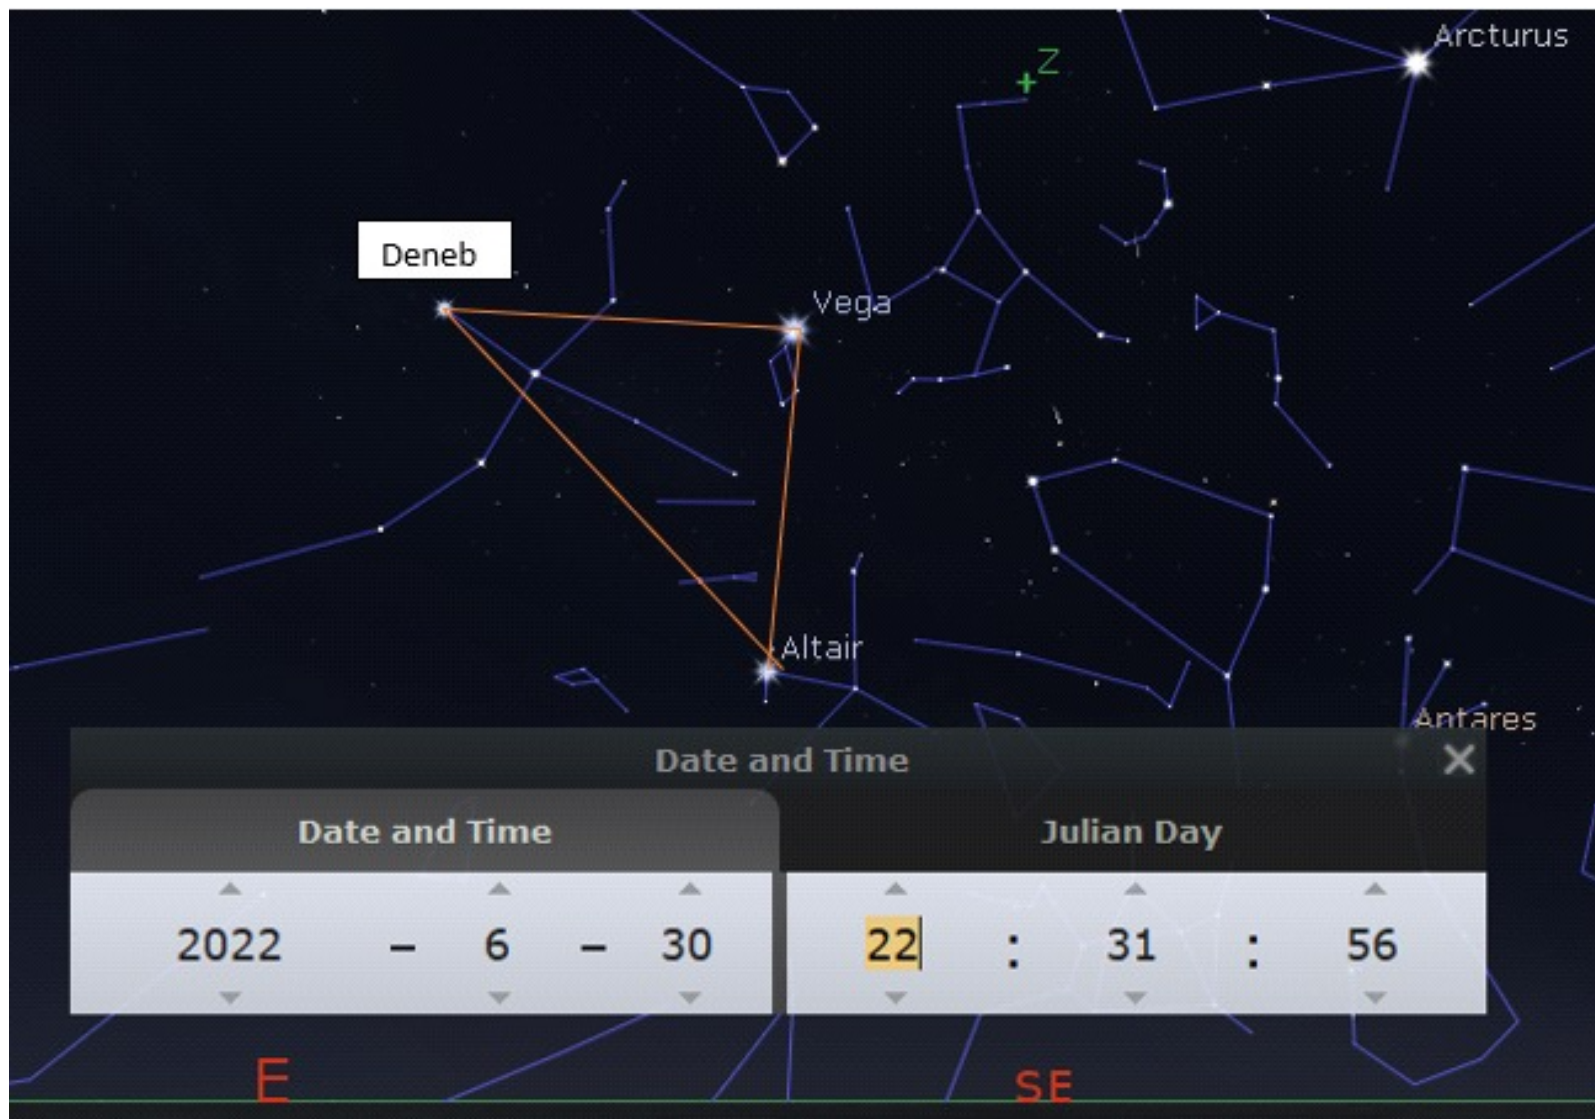 Arcturus
Z
Deneb
Vega
Altair
Antares
Date and Time
Date and Time
Julian Day
2022 - 6 - 30
22 : 31 : 56
E
SE